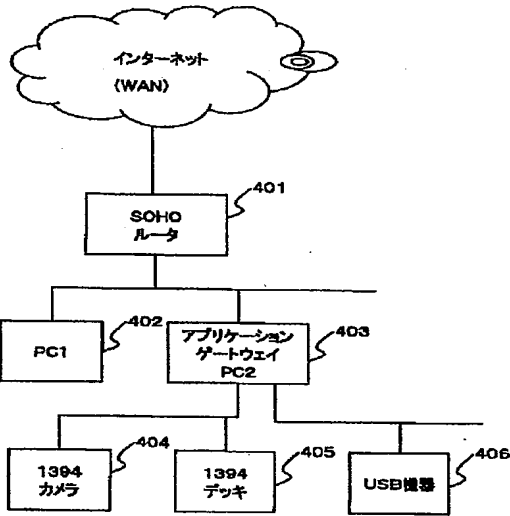 インターネット
(WAN)
401
SOHO
ルータ
402
PC1
403
アプリケーション
ゲートウェイ
PC2
404
1394
カメラ
405
1394
デッキ
406
USB機器